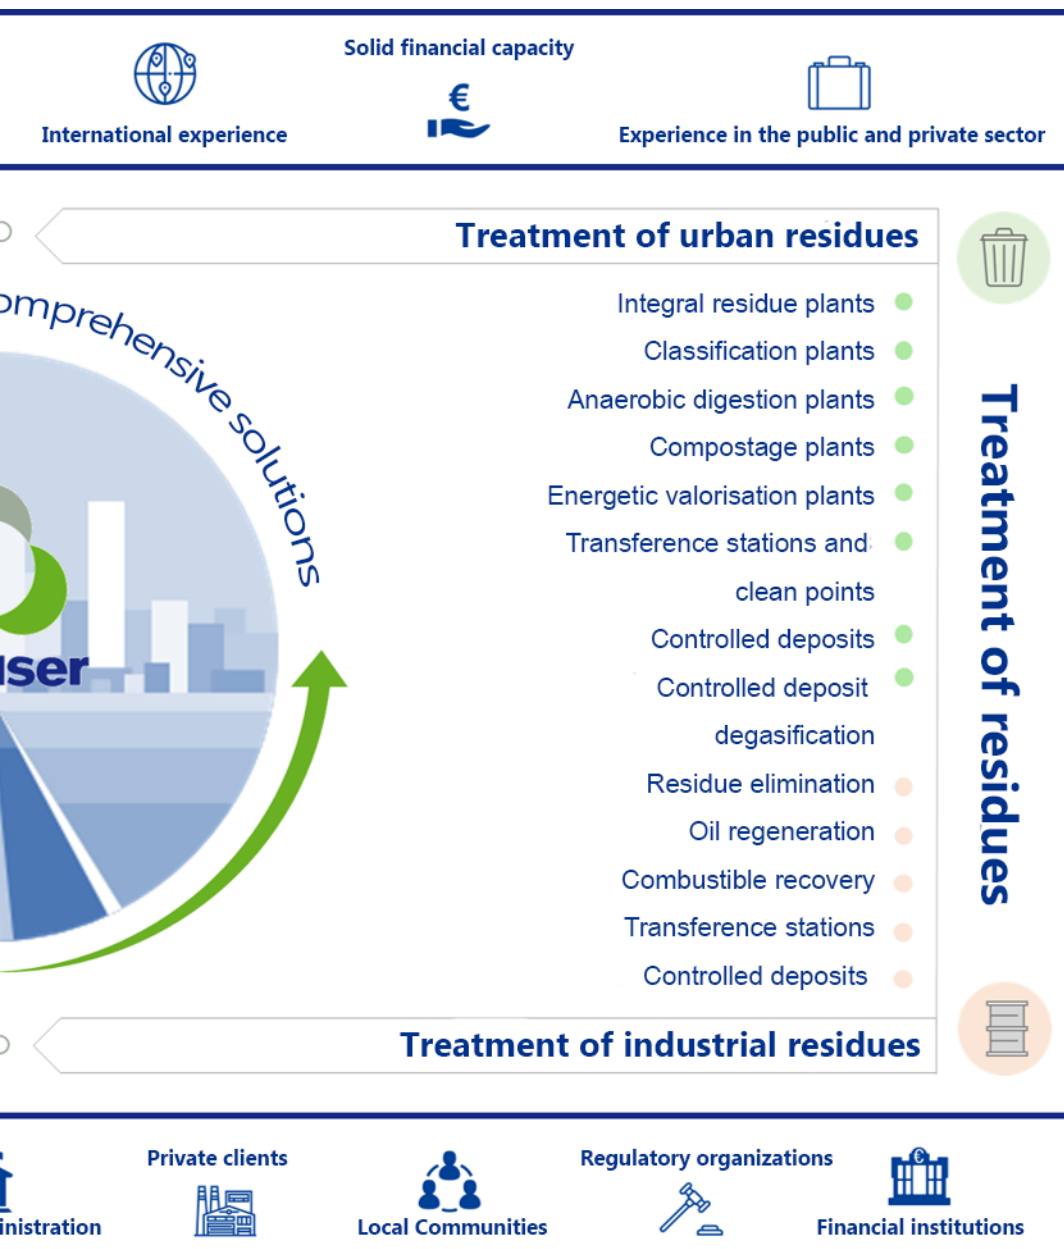 Solid financial capacity
€
International experience
Experience in the public and private sector
Treatment of urban residues
omprehensive solutions
Integral residue plants
Classification plants
Anaerobic digestion plants
Compostage plants
Energetic valorisation plants
Transference stations and
clean points
Controlled deposits
Controlled deposit
degasification
Residue elimination
Oil regeneration
Combustible recovery
Transference stations
Controlled deposits
Treatment of residues
user
Treatment of industrial residues
Private clients
Regulatory organizations
€
inistration
Local Communities
Financial institutions